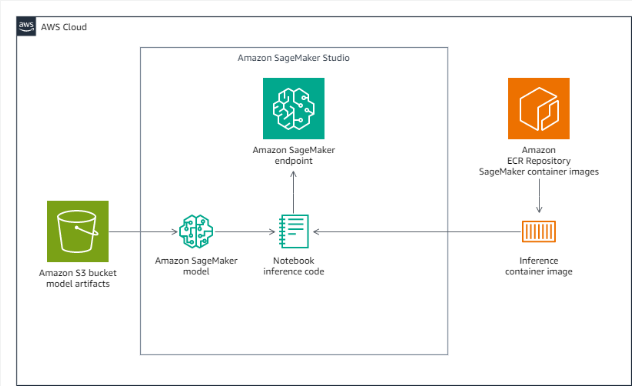 aws
AWS Cloud
Amazon SageMaker Studio
Amazon SageMaker
endpoint
Amazon
ECR Repository
SageMaker container images
Amazon S3 bucket
model artifacts
Amazon SageMaker
model
Notebook
inference code
Inference
container image